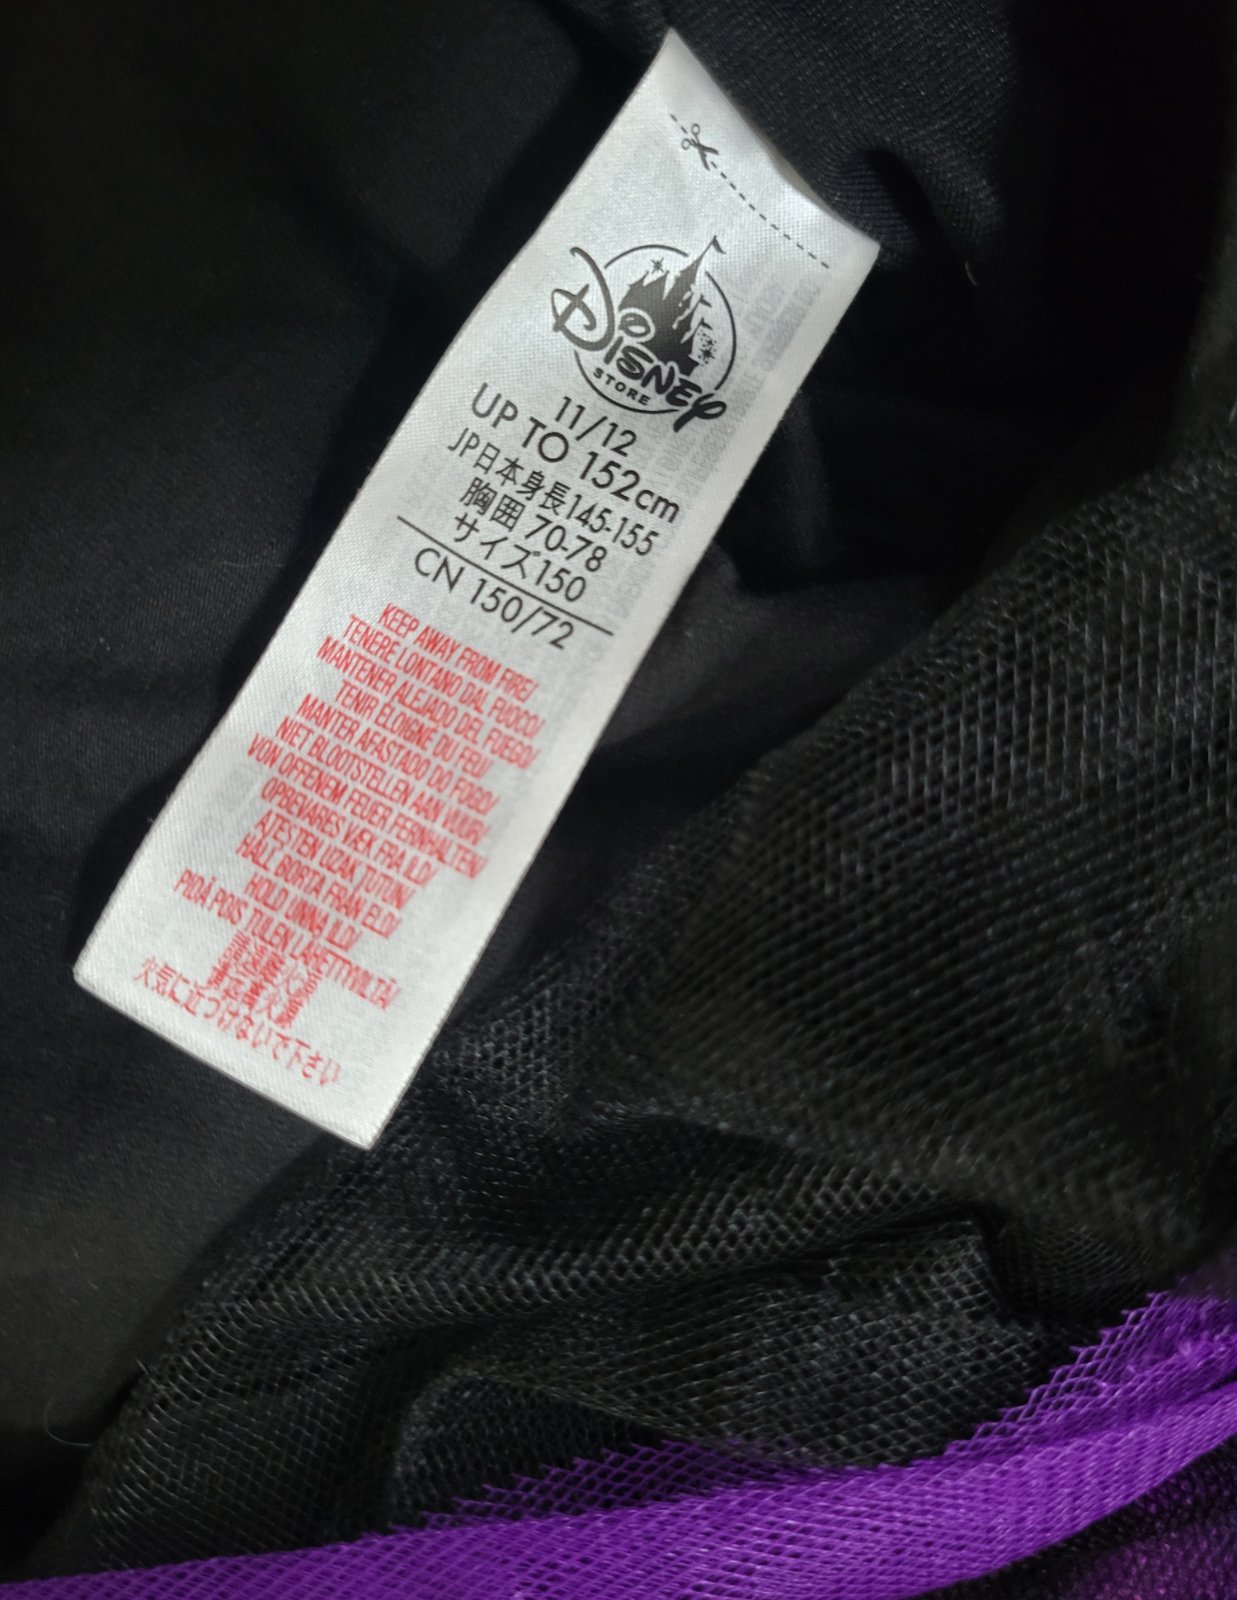 Disney
STORE
11/12
UP TO 152cm
JP日本身長145-155
胸囲 70-78
サイズ150
CN 150/72
KEEP AWAY FROM FIRE/
TENERE LONTANO DAL FUOCO/
MANTENER ALEJADO DEL FUEGO/
TENIR ÉLOIGNÉ DU FEU/
MANTER AFASTADO DO FOGO/
NIET BLOOTSTELLEN AAN VUUR/
VON OFFENEM FEUER FERNHALTEN/
OPBEVARES VÆK FRA ILD/
ATEŞTEN UZAK TUTUN/
HÅLL BORTA FRÅN ELD/
HOLD UNNA ILD/
PIDÄ POIS TULEN LÄHETTYVILTÄ/
火気に近づけないで下さい